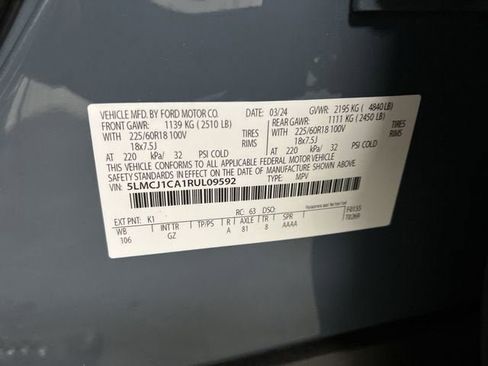 VEHICLE MFD. BY FORD MOTOR CO. 03/24 GVWR: 2195 KG ( 4840 LB)
FRONT GAWR: 1139 KG ( 2510 LB) REAR GAWR: 1111 KG ( 2450 LB)
WITH 225/60R18 100V TIRES WITH 225/60R18 100V TIRES
18x7.5J RIMS 18x7.5J RIMS
AT 220 kPa/ 32 PSI COLD AT 220 kPa/ 32 PSI COLD
THIS VEHICLE CONFORMS TO ALL APPLICABLE FEDERAL MOTOR VEHICLE
SAFETY STANDARDS IN EFFECT ON THE DATE OF MANUFACTURE SHOWN ABOVE.
VIN: 5LMCJ1CA1RUL09592 TYPE: MPV
EXT PNT: K1 RC: 63 DSO:
WB INT TR TP/PS R AXLE TR SPR F0135
106 GZ A 81 8 AAAA